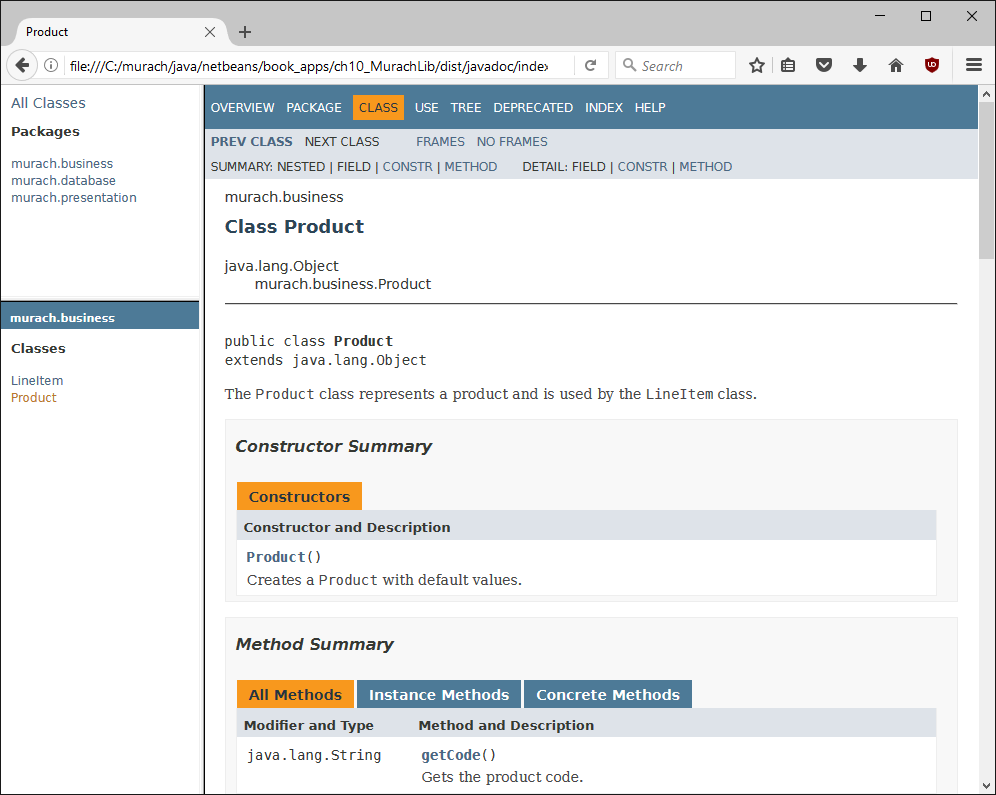 Product
file:///C:/murach/java/netbeans/book_apps/ch10_MurachLib/dist/javadoc/index
Search
All Classes
Packages
murach.business
murach.database
murach.presentation
murach.business
Classes
LineItem
Product
OVERVIEW PACKAGE CLASS USE TREE DEPRECATED INDEX HELP
PREV CLASS NEXT CLASS FRAMES NO FRAMES
SUMMARY: NESTED | FIELD | CONSTR | METHOD DETAIL: FIELD | CONSTR | METHOD
murach.business
Class Product
java.lang.Object
murach.business.Product
public class Product
extends java.lang.Object
The Product class represents a product and is used by the LineItem class.
Constructor Summary
Constructors
Constructor and Description
Product()
Creates a Product with default values.
Method Summary
All Methods Instance Methods Concrete Methods
Modifier and Type Method and Description
java.lang.String getCode()
Gets the product code.